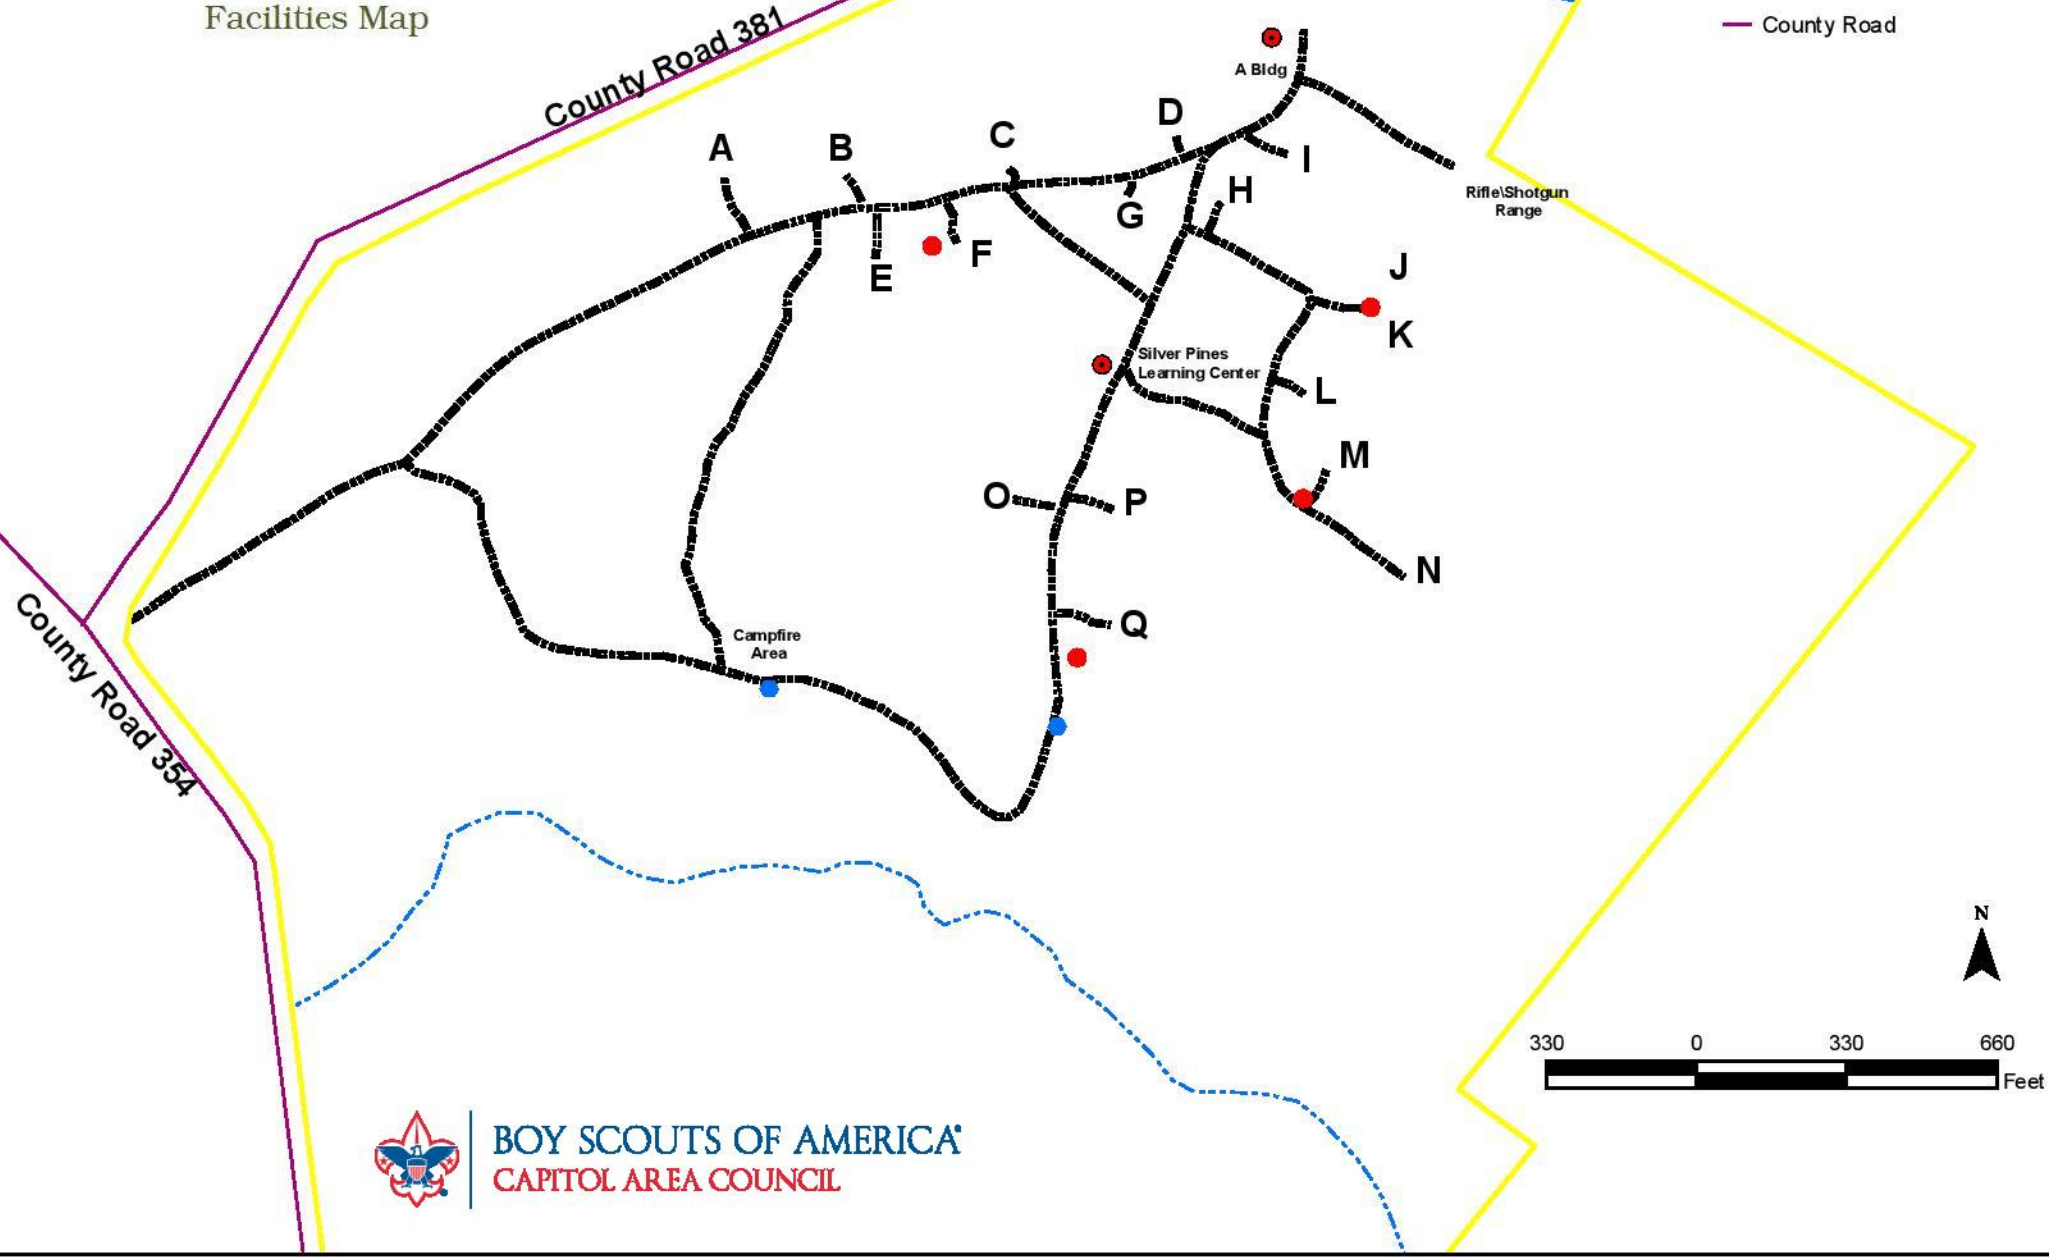 Facilities Map
County Road
County Road 381
A Bldg
D
A
B
C
I
Rifle\Shotgun
Range
H
G
F
E
J
K
Silver Pines
Learning Center
L
M
O
P
N
Q
County Road 354
Campfire
Area
N
330 0 330 660
Feet
BOY SCOUTS OF AMERICA®
CAPITOL AREA COUNCIL